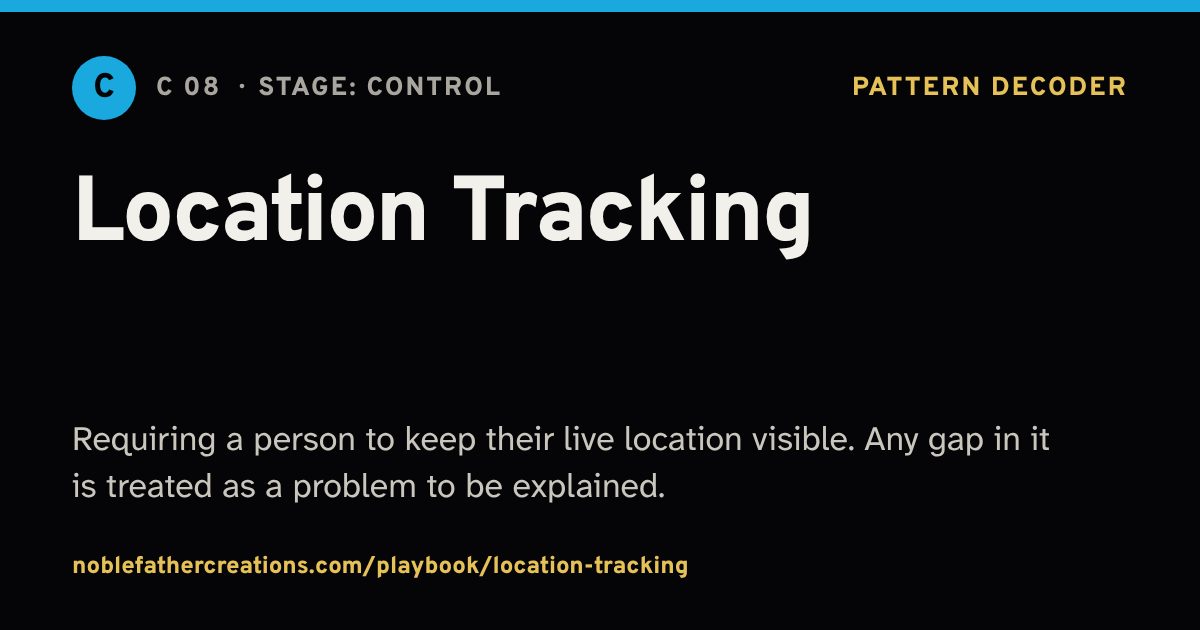 C
C 08 · STAGE: CONTROL
PATTERN DECODER
Location Tracking
Requiring a person to keep their live location visible. Any gap in it
is treated as a problem to be explained.
noblefathercreations.com/playbook/location-tracking